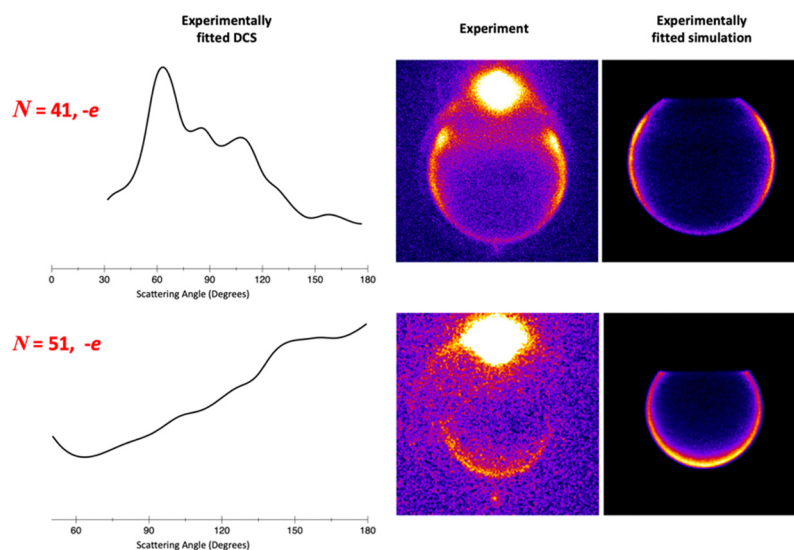 Experimentally
fitted DCS
Experiment
Experimentally
fitted simulation
N = 41, -e
0 30 60 90 120 150 180
Scattering Angle (Degrees)
N = 51, -e
60 90 120 150 180
Scattering Angle (Degrees)